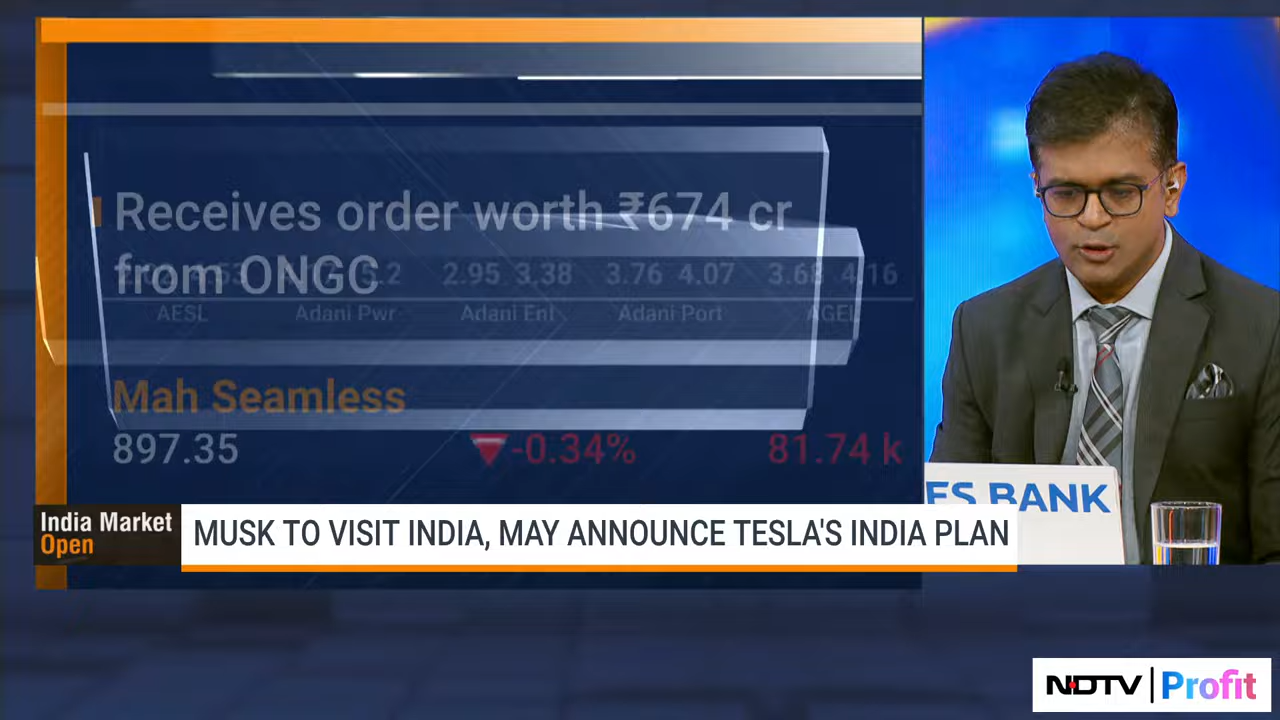 Receives order worth ₹674 cr
from ONGC
2.95 3.38 3.76 4.07
AESL Adani Pwr Adani Ent Adani Port AGEL
Mah Seamless
897.35 ▼-0.34% 81.74 k
India Market
Open
MUSK TO VISIT INDIA, MAY ANNOUNCE TESLA'S INDIA PLAN
ES BANK
NDTV Profit